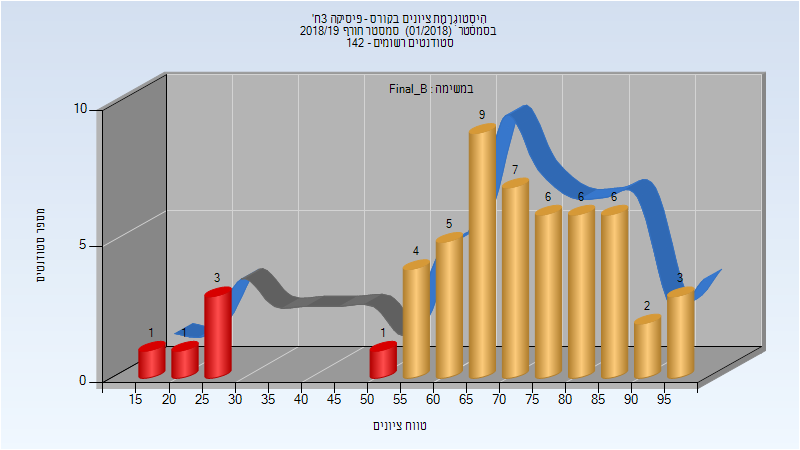 היסטוגרמת ציונים בקורס - פיסיקה 3ח'
בסמסטר (01/2018) סמסטר חורף 2018/19
סטודנטים רשומים - 142
במשימה : Final_B
מספר סטודנטים
10
5
0
1
1
3
1
4
5
9
7
6
6
6
2
3
15 20 25 30 35 40 45 50 55 60 65 70 75 80 85 90 95
טווח ציונים